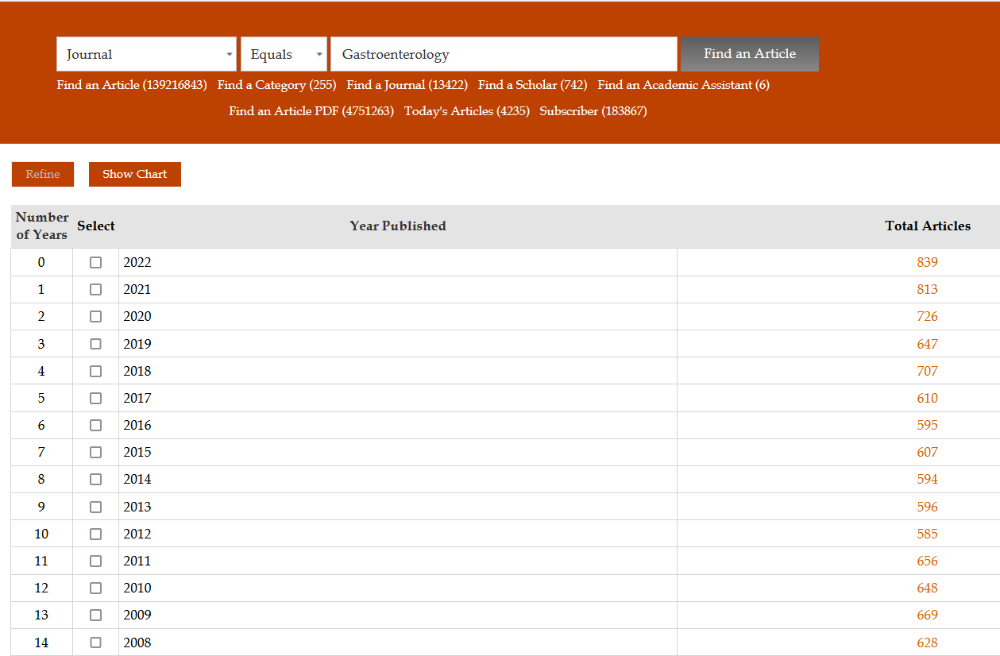 Journal Equals Gastroenterology Find an Article
Find an Article (139216843) Find a Category (255) Find a Journal (13422) Find a Scholar (742) Find an Academic Assistant (6)
Find an Article PDF (4751263) Today's Articles (4235) Subscriber (183867)
Refine Show Chart
Number of Years Select Year Published Total Articles
0 2022 839
1 2021 813
2 2020 726
3 2019 647
4 2018 707
5 2017 610
6 2016 595
7 2015 607
8 2014 594
9 2013 596
10 2012 585
11 2011 656
12 2010 648
13 2009 669
14 2008 628